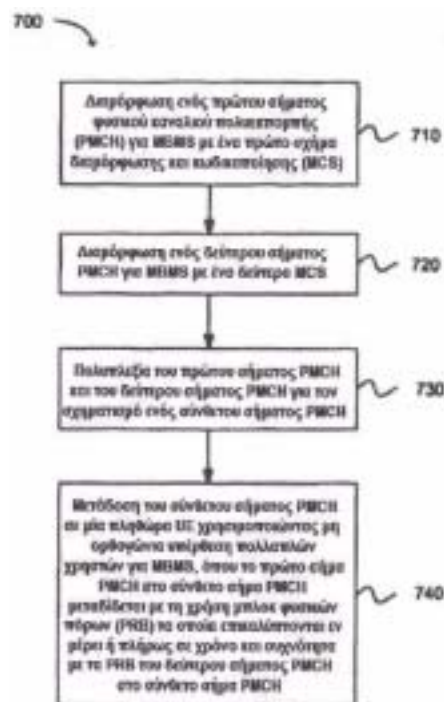 700
Διαμόρφωση ενός πρώτου σήματος
φυσικού καναλιού πολυεκπομπής
(PMCH) για MBMS με ένα πρώτο σχήμα
διαμόρφωσης και κωδικοποίησης (MCS)
710
Διαμόρφωση ενός δεύτερου σήματος
PMCH για MBMS με ένα δεύτερο MCS
720
Πολυπλεξία του πρώτου σήματος PMCH
και του δεύτερου σήματος PMCH για τον
σχηματισμό ενός σύνθετου σήματος PMCH
730
Μετάδοση του σύνθετου σήματος PMCH
σε μία πληθώρα UE χρησιμοποιώντας μη
ορθογώνια υπέρθεση πολλαπλών
χρηστών για MBMS, όπου το πρώτο σήμα
PMCH στο σύνθετο σήμα PMCH
μεταδίδεται με τη χρήση μπλοκ φυσικών
πόρων (PRB) τα οποία επικαλύπτονται εν
μέρει ή πλήρως σε χρόνο και συχνότητα
με τα PRB του δεύτερου σήματος PMCH
στο σύνθετο σήμα PMCH
740